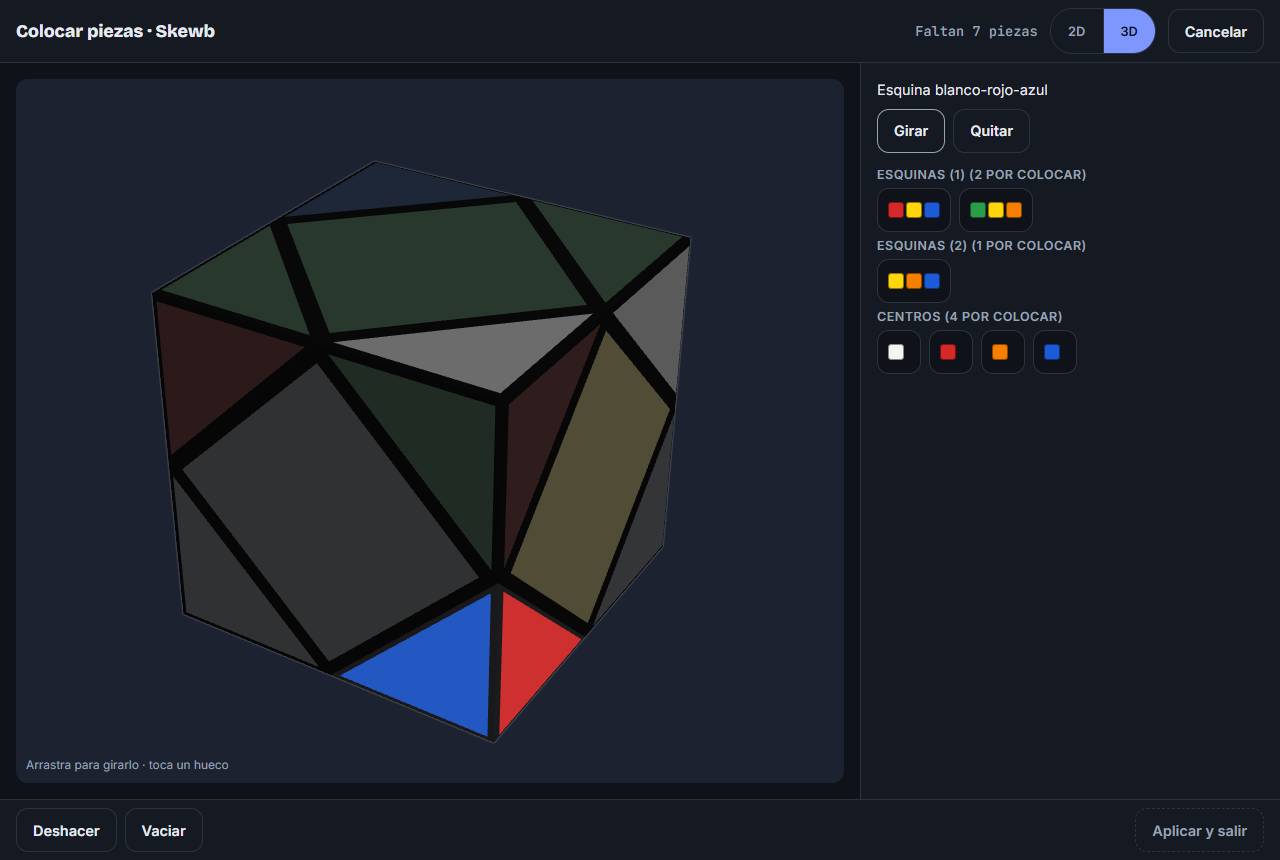 Colocar piezas · Skewb
Faltan 7 piezas
2D
3D
Cancelar
Esquina blanco-rojo-azul
Girar
Quitar
ESQUINAS (1) (2 POR COLOCAR)
ESQUINAS (2) (1 POR COLOCAR)
CENTROS (4 POR COLOCAR)
Arrastra para girarlo · toca un hueco
Deshacer
Vaciar
Aplicar y salir